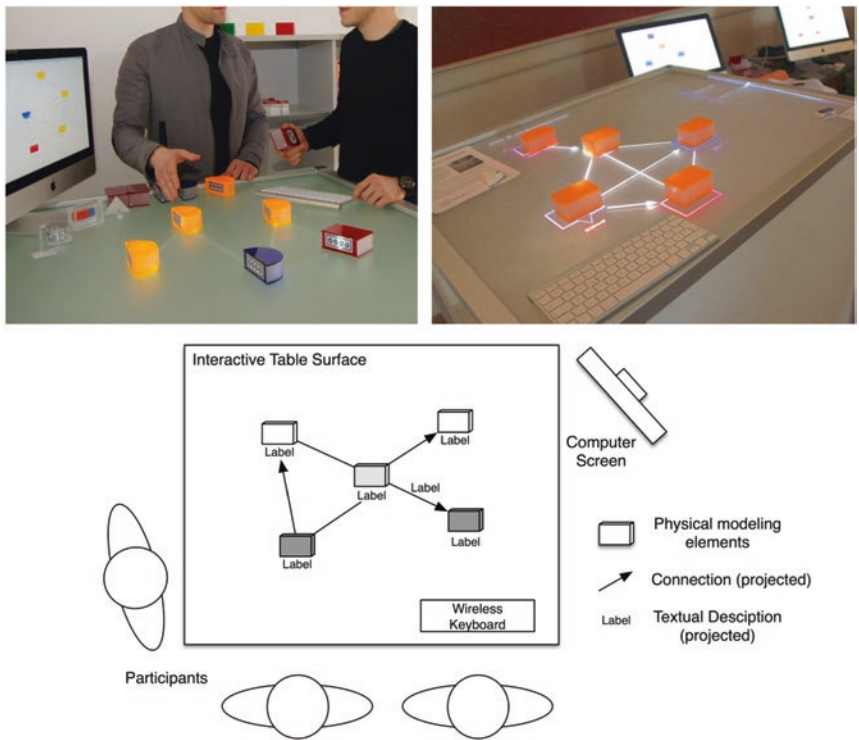 Interactive Table Surface
Label
Label
Label
Label
Label
Label
Wireless
Keyboard
Computer
Screen
Physical modeling
elements
Connection (projected)
Label
Textual Desciption
(projected)
Participants